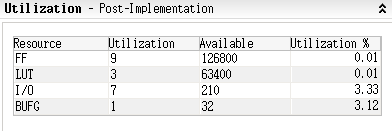 Utilization - Post-Implementation
Resource Utilization Available Utilization %
FF 9 126800 0.01
LUT 3 63400 0.01
I/O 7 210 3.33
BUFG 1 32 3.12